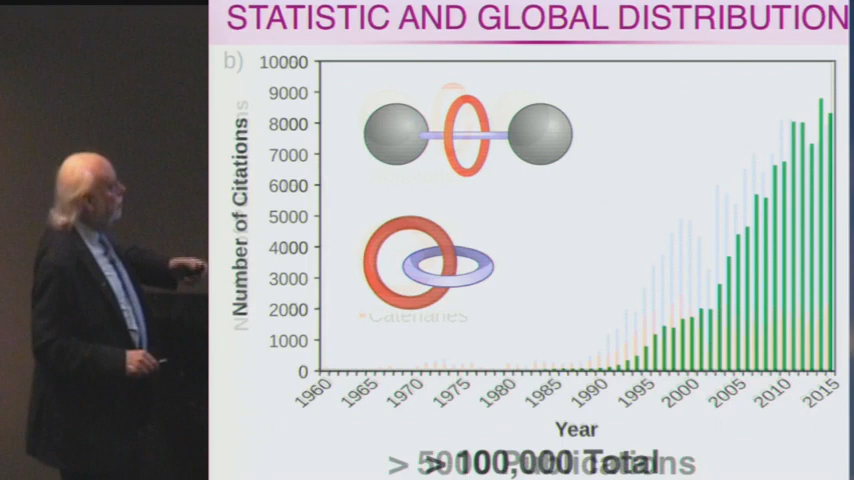 STATISTIC AND GLOBAL DISTRIBUTION
b)
10000
9000
8000
7000
6000
5000
4000
3000
2000
1000
0
Number of Citations
Catenanes
1960 1965 1970 1975 1980 1985 1990 1995 2000 2005 2010 2015
Year
> 100,000 Total